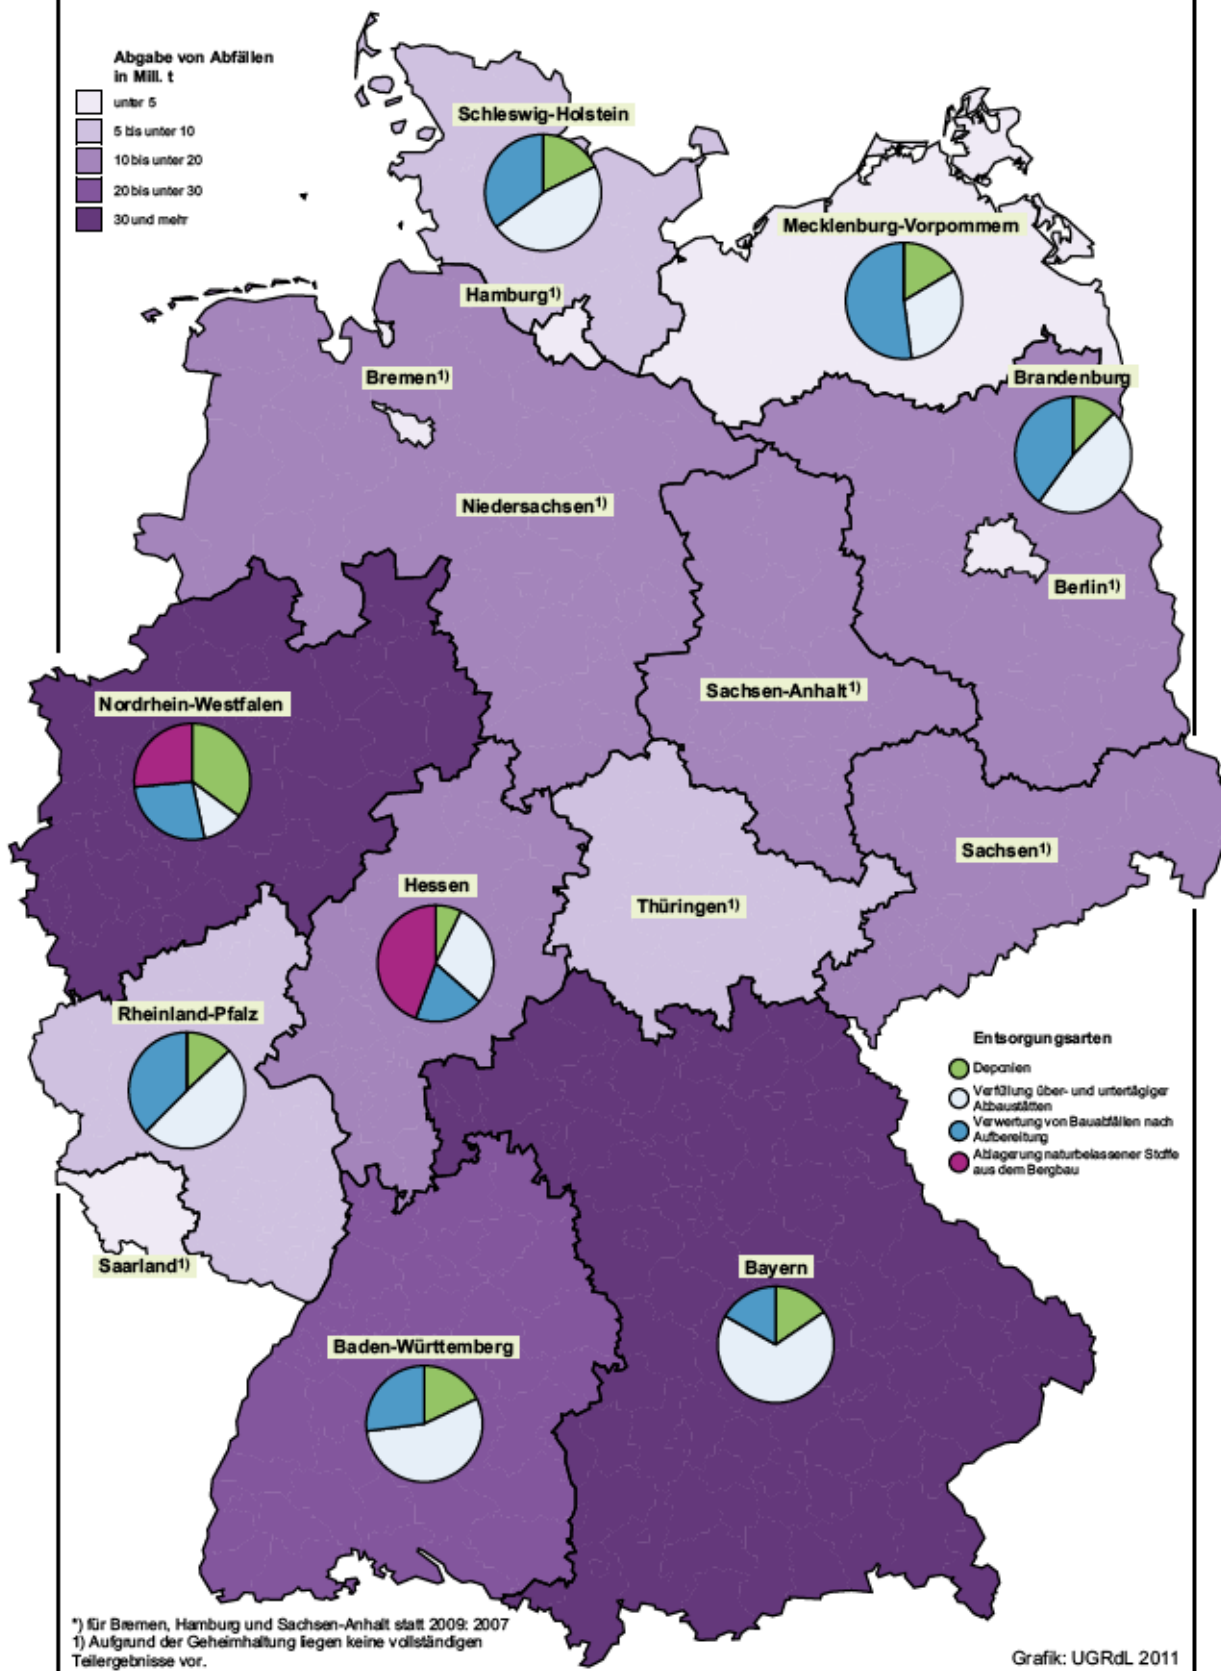 Abgabe von Abfällen
in Mill. t
unter 5
5 bis unter 10
10 bis unter 20
20 bis unter 30
30 und mehr
Schleswig-Holstein
Mecklenburg-Vorpommern
Hamburg1)
Bremen1)
Brandenburg
Niedersachsen1)
Berlin1)
Sachsen-Anhalt1)
Nordrhein-Westfalen
Sachsen1)
Hessen
Thüringen1)
Rheinland-Pfalz
Entsorgungsarten
Deponien
Verfüllung über- und untertägiger
Abbaustätten
Verwertung von Bauabfällen nach
Aufbereitung
Ablagerung naturbelassener Stoffe
aus dem Bergbau
Saarland1)
Bayern
Baden-Württemberg
*) für Bremen, Hamburg und Sachsen-Anhalt statt 2009: 2007
1) Aufgrund der Geheimhaltung liegen keine vollständigen
Teilergebnisse vor.
Grafik: UGRdL 2011